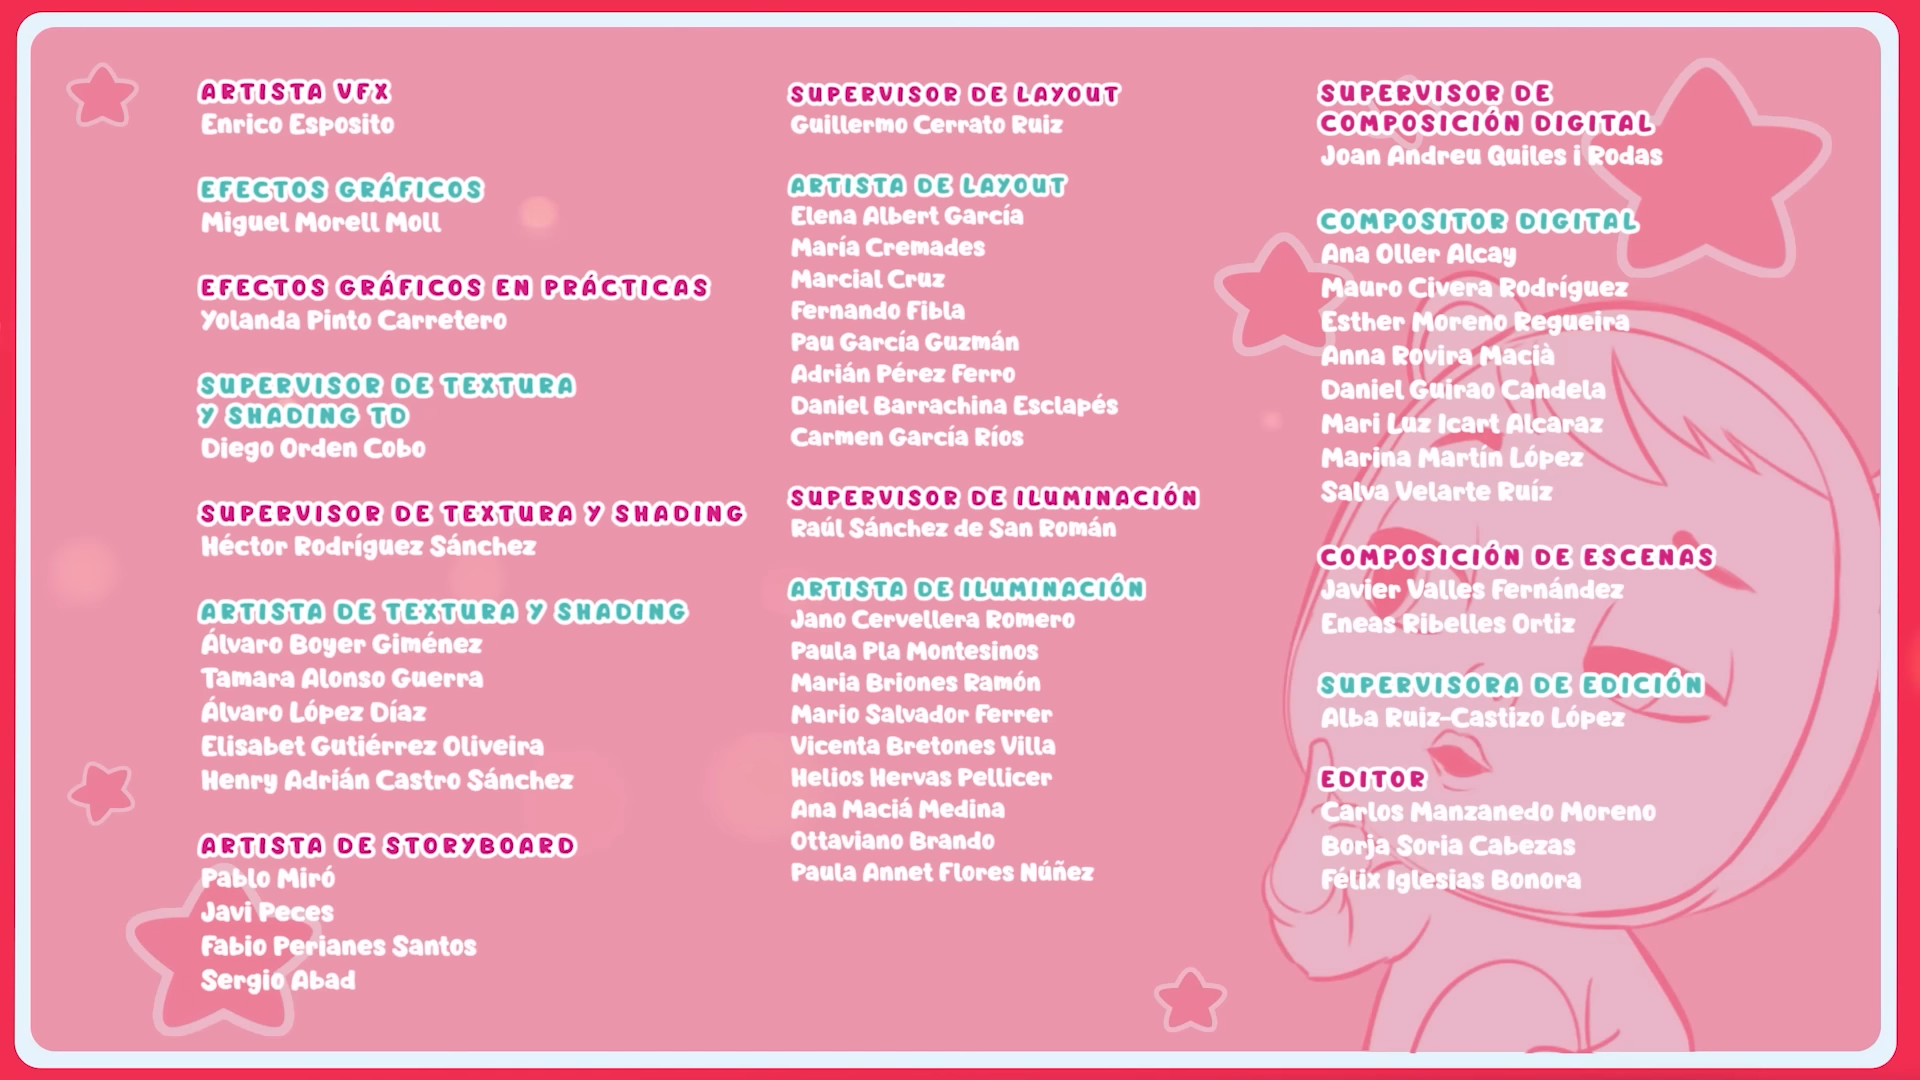 ARTISTA VFX
Enrico Esposito
EFECTOS GRÁFICOS
Miguel Morell Moll
EFECTOS GRÁFICOS EN PRÁCTICAS
Yolanda Pinto Carretero
SUPERVISOR DE TEXTURA
Y SHADING TD
Diego Orden Cobo
SUPERVISOR DE TEXTURA Y SHADING
Héctor Rodríguez Sánchez
ARTISTA DE TEXTURA Y SHADING
Álvaro Boyer Giménez
Tamara Alonso Guerra
Álvaro López Díaz
Elisabet Gutiérrez Oliveira
Henry Adrián Castro Sánchez
ARTISTA DE STORYBOARD
Pablo Miró
Javi Peces
Fabio Perianes Santos
Sergio Abad
SUPERVISOR DE LAYOUT
Guillermo Cerrato Ruiz
ARTISTA DE LAYOUT
Elena Albert García
María Cremades
Marcial Cruz
Fernando Fibla
Pau García Guzmán
Adrián Pérez Ferro
Daniel Barrachina Esclapés
Carmen García Ríos
SUPERVISOR DE ILUMINACIÓN
Raúl Sánchez de San Román
ARTISTA DE ILUMINACIÓN
Jano Cervellera Romero
Paula Pla Montesinos
Maria Briones Ramón
Mario Salvador Ferrer
Vicenta Bretones Villa
Helios Hervas Pellicer
Ana Maciá Medina
Ottaviano Brando
Paula Annet Flores Núñez
SUPERVISOR DE
COMPOSICIÓN DIGITAL
Joan Andreu Quiles i Rodas
COMPOSITOR DIGITAL
Ana Oller Alcay
Mauro Civera Rodríguez
Esther Moreno Regueira
Anna Rovira Macià
Daniel Guirao Candela
Mari Luz Icart Alcaraz
Marina Martín López
Salva Velarte Ruíz
COMPOSICIÓN DE ESCENAS
Javier Valles Fernández
Eneas Ribelles Ortiz
SUPERVISORA DE EDICIÓN
Alba Ruiz-Castizo López
EDITOR
Carlos Manzanedo Moreno
Borja Soria Cabezas
Félix Iglesias Bonora